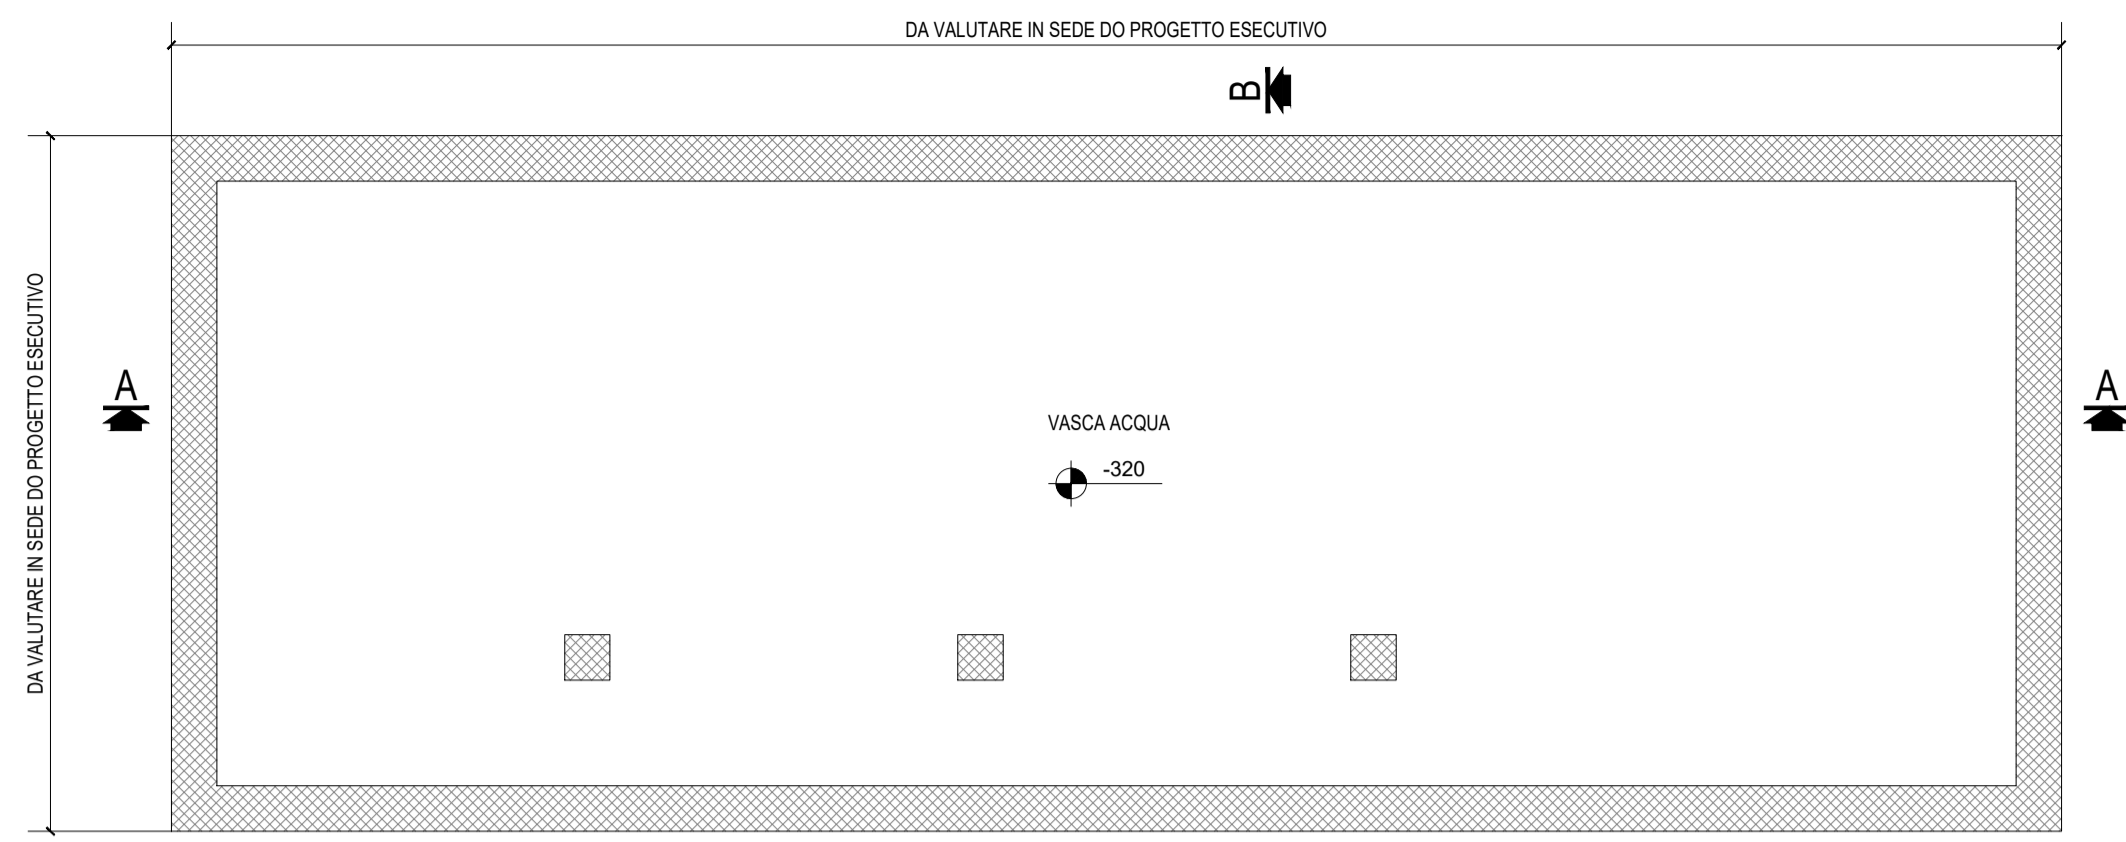 DA VALUTARE IN SEDE DO PROGETTO ESECUTIVO
B
DA VALUTARE IN SEDE DO PROGETTO ESECUTIVO
A
A
VASCA ACQUA
-320